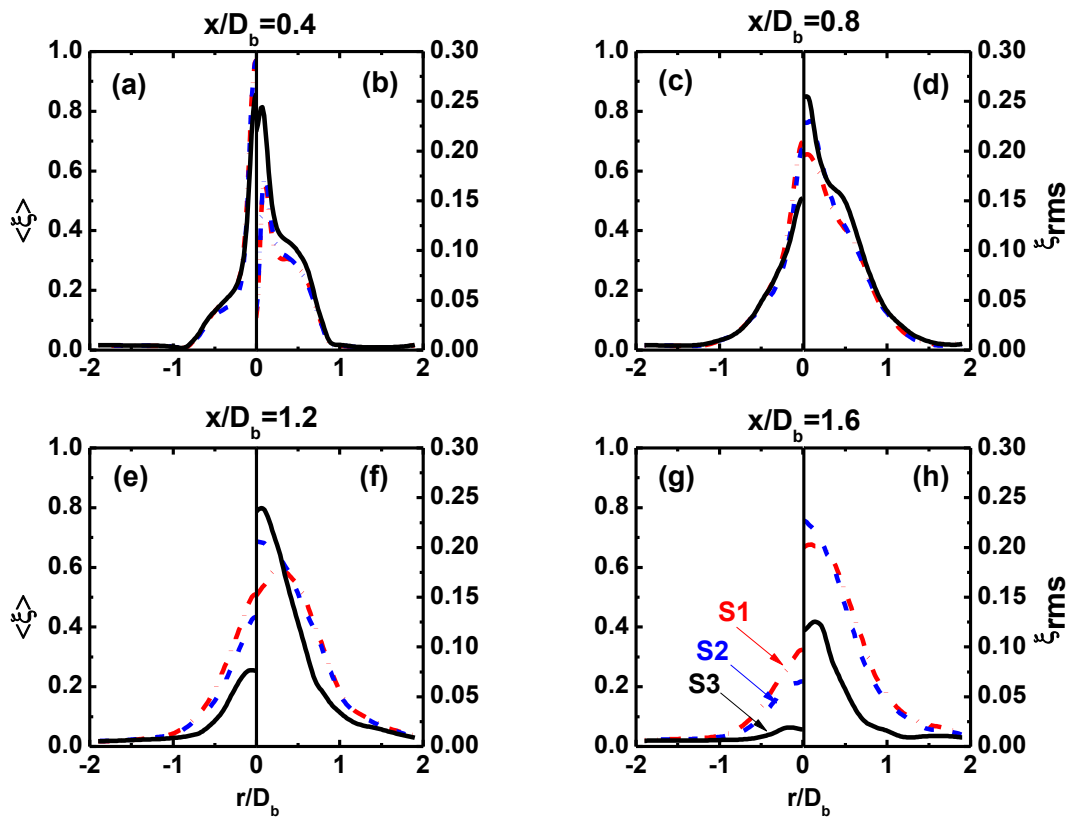 x/D_b=0.4
x/D_b=0.8
1.0 0.30 1.0 0.30
(a) (b) (c) (d)
0.8 0.25 0.8 0.25
0.20 0.20
0.6 0.6
<ξ> 0.15 0.15 ξrms
0.4 0.4
0.10 0.10
0.2 0.05 0.2 0.05
0.0 0.00 0.0 0.00
-2 -1 0 1 2 -2 -1 0 1 2
x/D_b=1.2
x/D_b=1.6
1.0 0.30 1.0 0.30
(e) (f) (g) (h)
0.8 0.25 0.8 0.25
0.20 0.20
0.6 0.6
<ξ> 0.15 0.15 ξrms
S1
0.4 0.4
0.10 0.10
S2
S3
0.2 0.05 0.2 0.05
0.0 0.00 0.0 0.00
-2 -1 0 1 2 -2 -1 0 1 2
r/D_b r/D_b